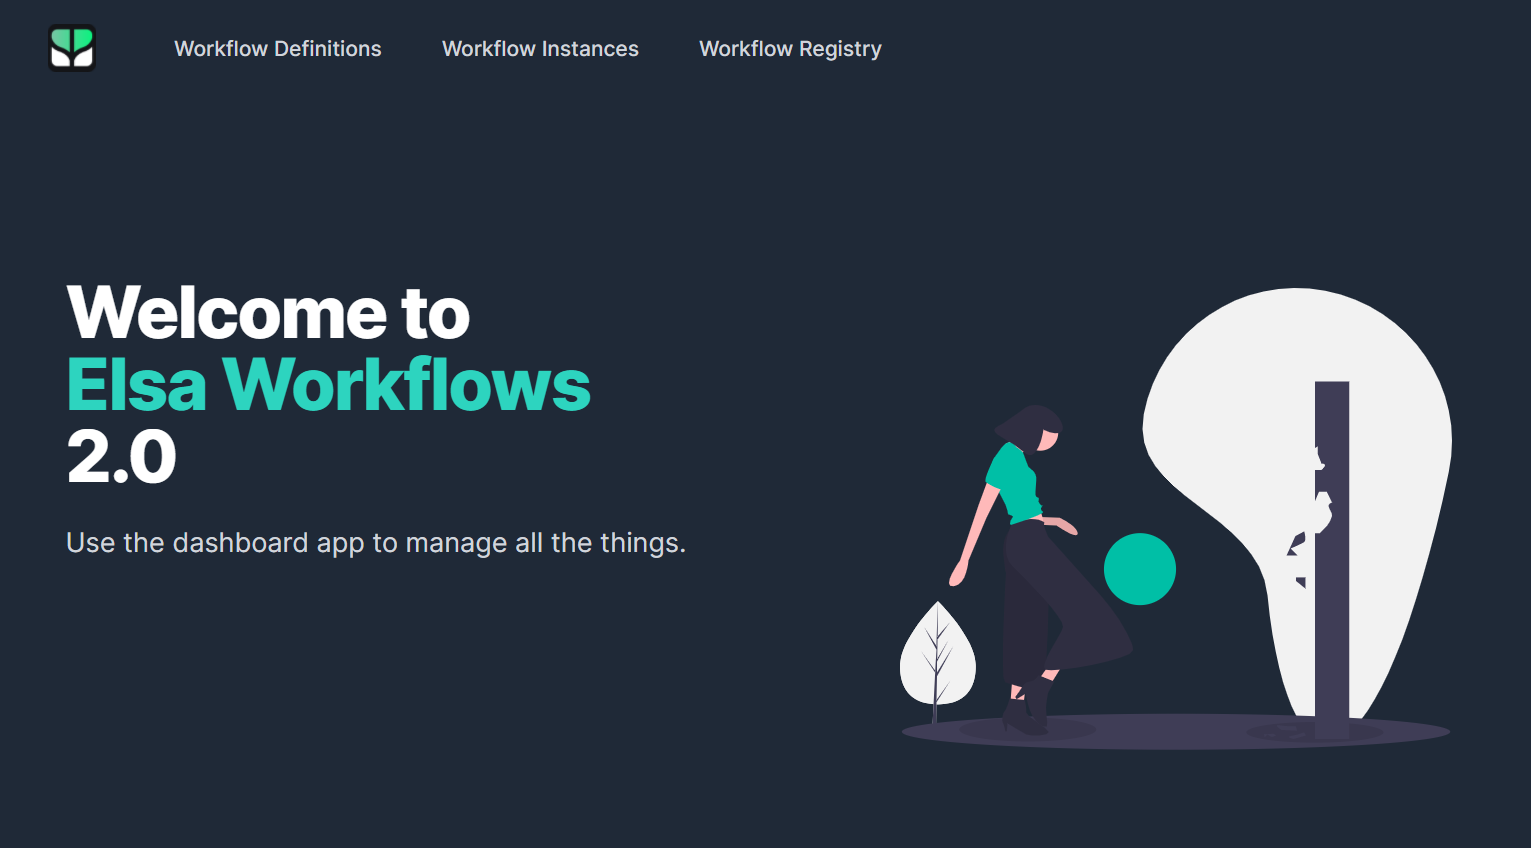 Workflow Definitions Workflow Instances Workflow Registry
Welcome to
Elsa Workflows
2.0
Use the dashboard app to manage all the things.